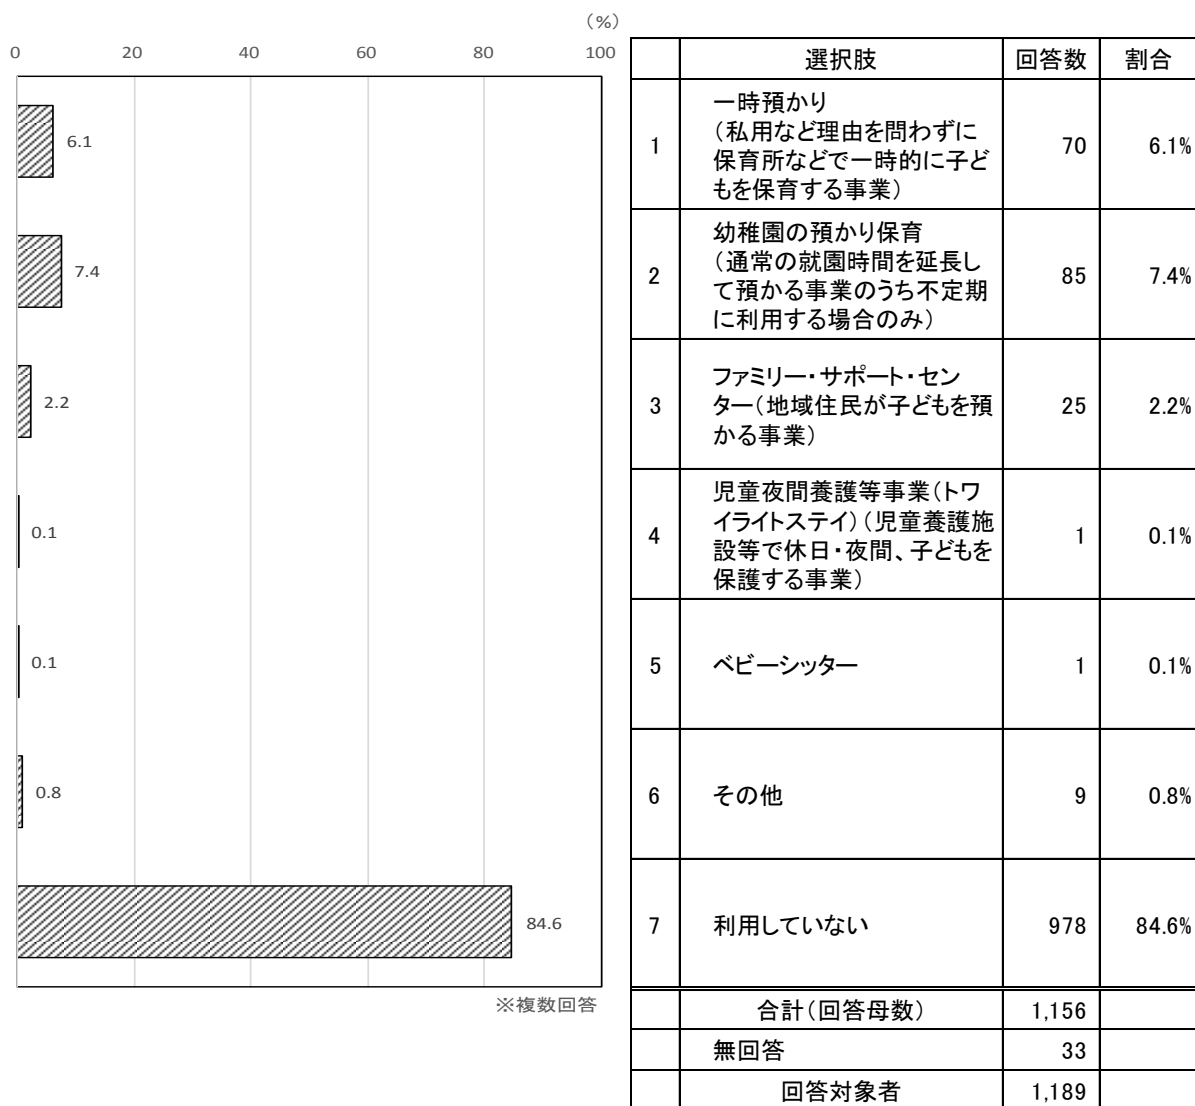 (%)
0 20 40 60 80 100
6.1
7.4
2.2
0.1
0.1
0.8
84.6
※複数回答
選択肢 回答数 割合
1 一時預かり
(私用など理由を問わずに
保育所などで一時的に子ど
もを保育する事業) 70 6.1%
2 幼稚園の預かり保育
(通常の就園時間を延長し
て預かる事業のうち不定期
に利用する場合のみ) 85 7.4%
3 ファミリー・サポート・セン
ター(地域住民が子どもを預
かる事業) 25 2.2%
4 児童夜間養護等事業(トワ
イライトステイ)(児童養護施
設等で休日・夜間、子どもを
保護する事業) 1 0.1%
5 ベビーシッター 1 0.1%
6 その他 9 0.8%
7 利用していない 978 84.6%
合計(回答母数) 1,156
無回答 33
回答対象者 1,189